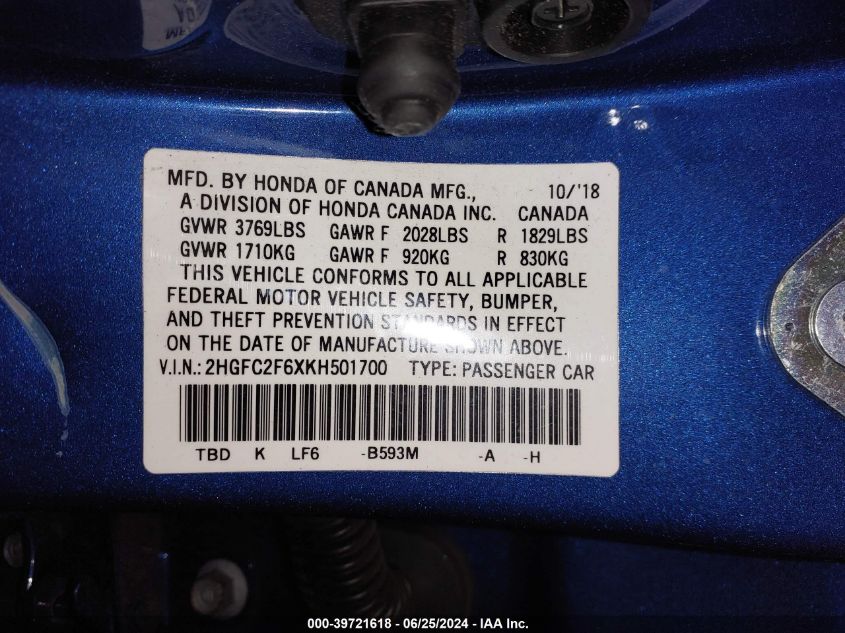 MFD. BY HONDA OF CANADA MFG., 10/'18
A DIVISION OF HONDA CANADA INC. CANADA
GVWR 3769LBS GAWR F 2028LBS R 1829LBS
GVWR 1710KG GAWR F 920KG R 830KG
THIS VEHICLE CONFORMS TO ALL APPLICABLE
FEDERAL MOTOR VEHICLE SAFETY, BUMPER,
AND THEFT PREVENTION STANDARDS IN EFFECT
ON THE DATE OF MANUFACTURE SHOWN ABOVE.
V.I.N.: 2HGFC2F6XKH501700 TYPE: PASSENGER CAR
TBD K LF6 -B593M -A -H
000-39721618 - 06/25/2024 - IAA Inc.